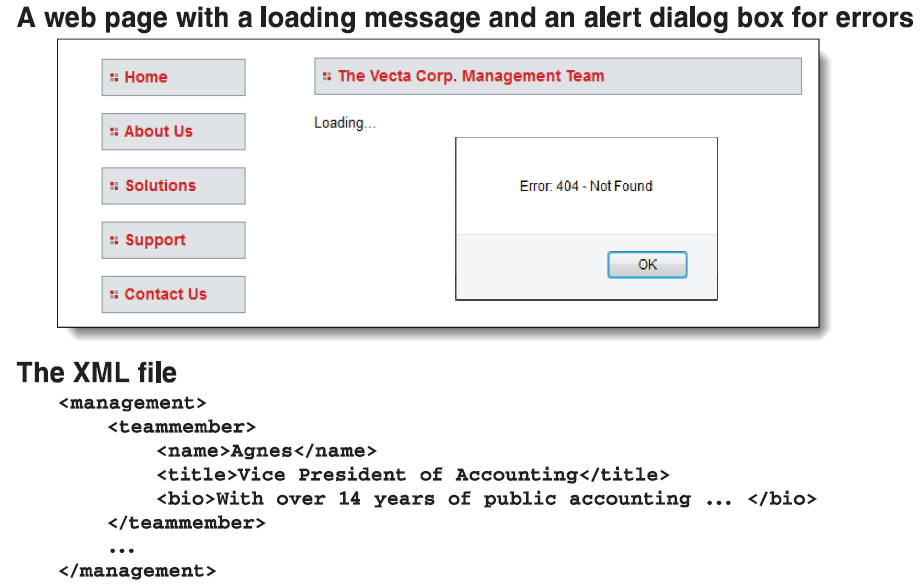 A web page with a loading message and an alert dialog box for errors
Home
The Vecta Corp. Management Team
About Us
Loading...
Solutions
Error: 404 - Not Found
Support
OK
Contact Us
The XML file
<management>
    <teammember>
        <name>Agnes</name>
        <title>Vice President of Accounting</title>
        <bio>With over 14 years of public accounting ... </bio>
    </teammember>
    ...
</management>